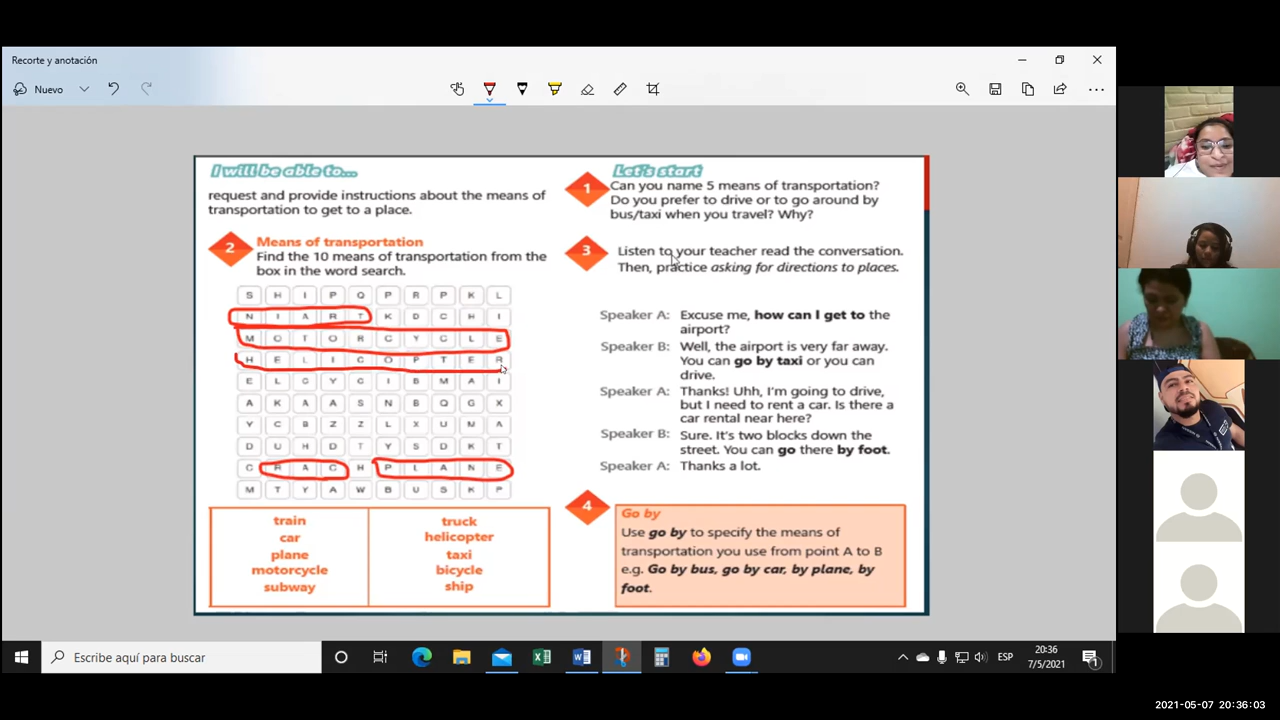 Recorte y anotación
Nuevo
I will be able to...
request and provide instructions about the means of
transportation to get to a place.
2 Means of transportation
Find the 10 means of transportation from the
box in the word search.
S H I P Q P R P K L
N I A R T K D C H I
M O T O R C Y C L E
H E L I C O P T E R
E L G Y C I B M A I
A K A A S N B Q G X
Y C B Z Z L X U M A
D U H D T Y S D K T
C R A C H P L A N E
M T Y A W B U S K P
train
car
plane
motorcycle
subway
truck
helicopter
taxi
bicycle
ship
Let's start
1 Can you name 5 means of transportation?
Do you prefer to drive or to go around by
bus/taxi when you travel? Why?
3 Listen to your teacher read the conversation.
Then, practice asking for directions to places.
Speaker A: Excuse me, how can I get to the
airport?
Speaker B: Well, the airport is very far away.
You can go by taxi or you can
drive.
Speaker A: Thanks! Uhh, I'm going to drive,
but I need to rent a car. Is there a
car rental near here?
Speaker B: Sure. It's two blocks down the
street. You can go there by foot.
Speaker A: Thanks a lot.
4 Go by
Use go by to specify the means of
transportation you use from point A to B
e.g. Go by bus, go by car, by plane, by
foot.
Escribe aquí para buscar
ESP
20:36
7/5/2021
1
2021-05-07 20:36:03